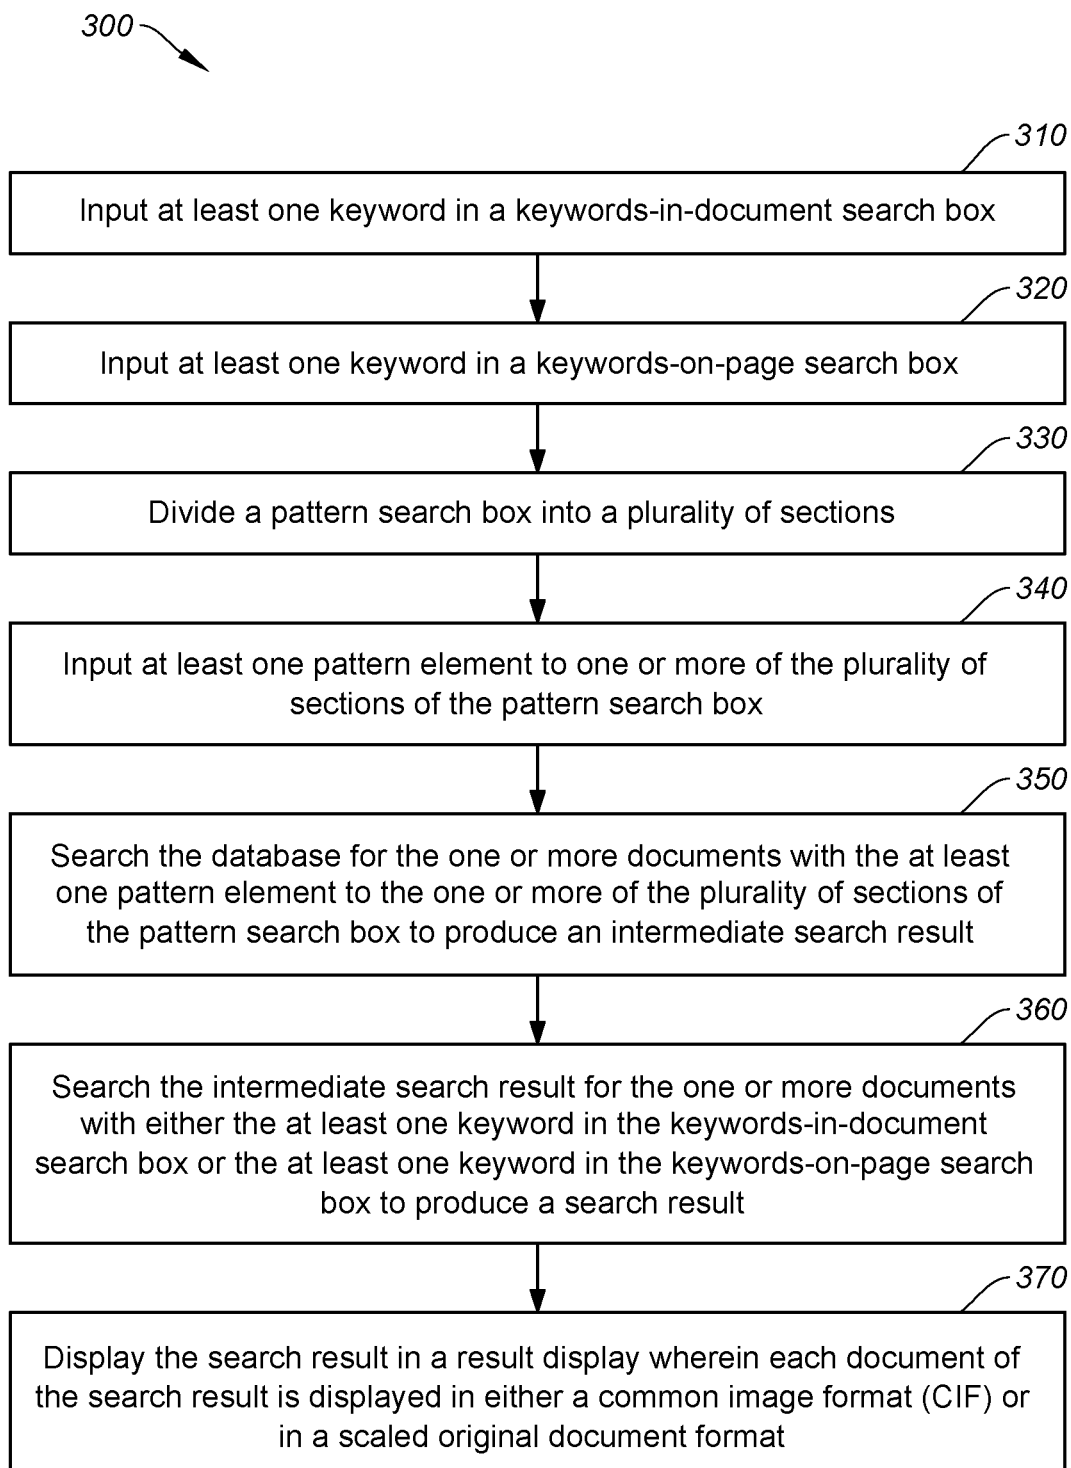 300
310
Input at least one keyword in a keywords-in-document search box
320
Input at least one keyword in a keywords-on-page search box
330
Divide a pattern search box into a plurality of sections
340
Input at least one pattern element to one or more of the plurality of
sections of the pattern search box
350
Search the database for the one or more documents with the at least
one pattern element to the one or more of the plurality of sections of
the pattern search box to produce an intermediate search result
360
Search the intermediate search result for the one or more documents
with either the at least one keyword in the keywords-in-document
search box or the at least one keyword in the keywords-on-page search
box to produce a search result
370
Display the search result in a result display wherein each document of
the search result is displayed in either a common image format (CIF) or
in a scaled original document format